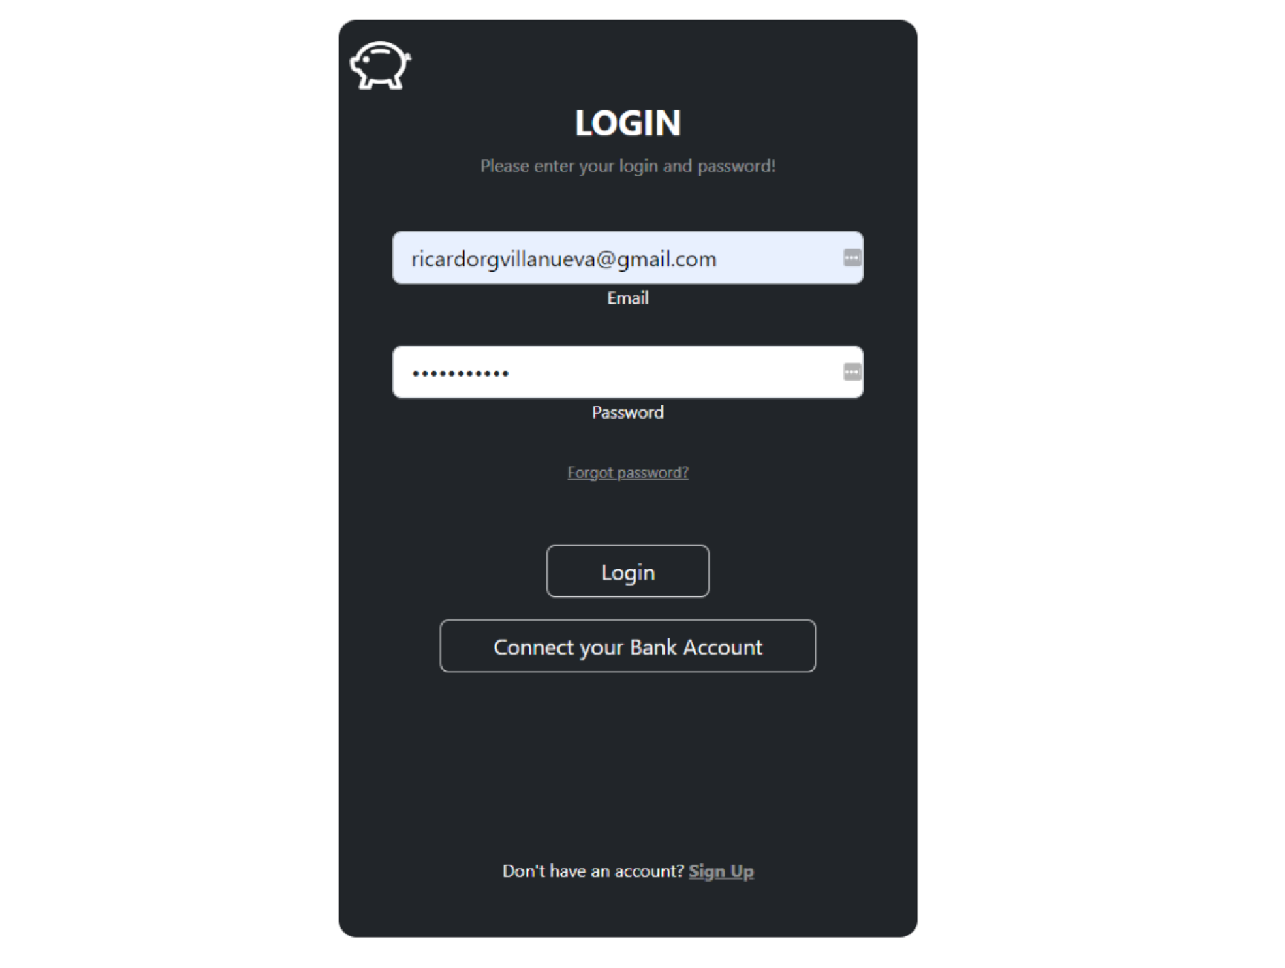 LOGIN
Please enter your login and password!
ricardorgvillanueva@gmail.com
Email
•••••••••••
Password
Forgot password?
Login
Connect your Bank Account
Don't have an account? Sign Up